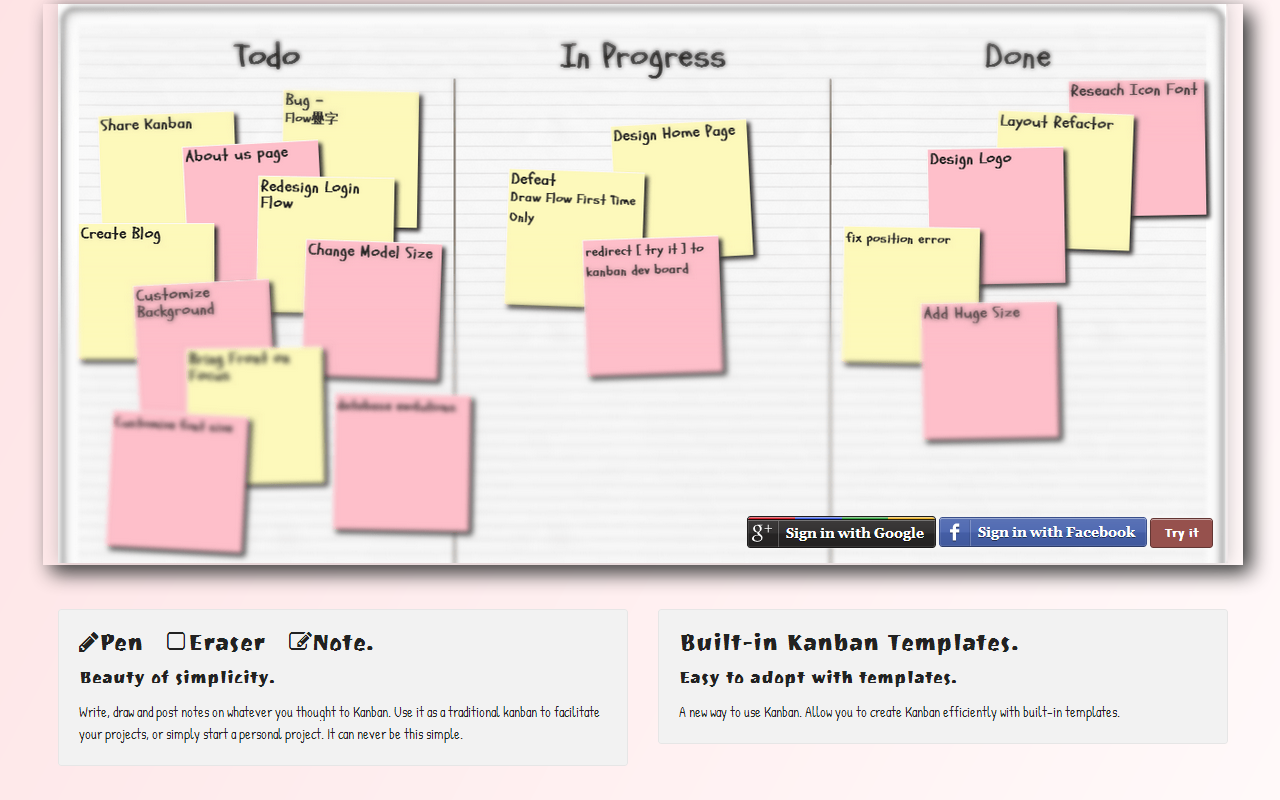 Todo
In Progress
Done
Share Kanban
Bug -
Flow疊字
About us page
Redesign Login
Flow
Create Blog
Change Model Size
Customize
Background
Bring Front on
Focus
Customize font size
database
Design Home Page
Defeat
Draw Flow First Time
Only
redirect [ try it ] to
kanban dev board
Reseach Icon Font
Layout Refactor
Design Logo
fix position error
Add Huge Size
g+ Sign in with Google
f Sign in with Facebook
Try it
Pen Eraser Note.
Beauty of simplicity.
Write, draw and post notes on whatever you thought to Kanban. Use it as a traditional kanban to facilitate
your projects, or simply start a personal project. It can never be this simple.
Built-in Kanban Templates.
Easy to adopt with templates.
A new way to use Kanban. Allow you to create Kanban efficiently with built-in templates.